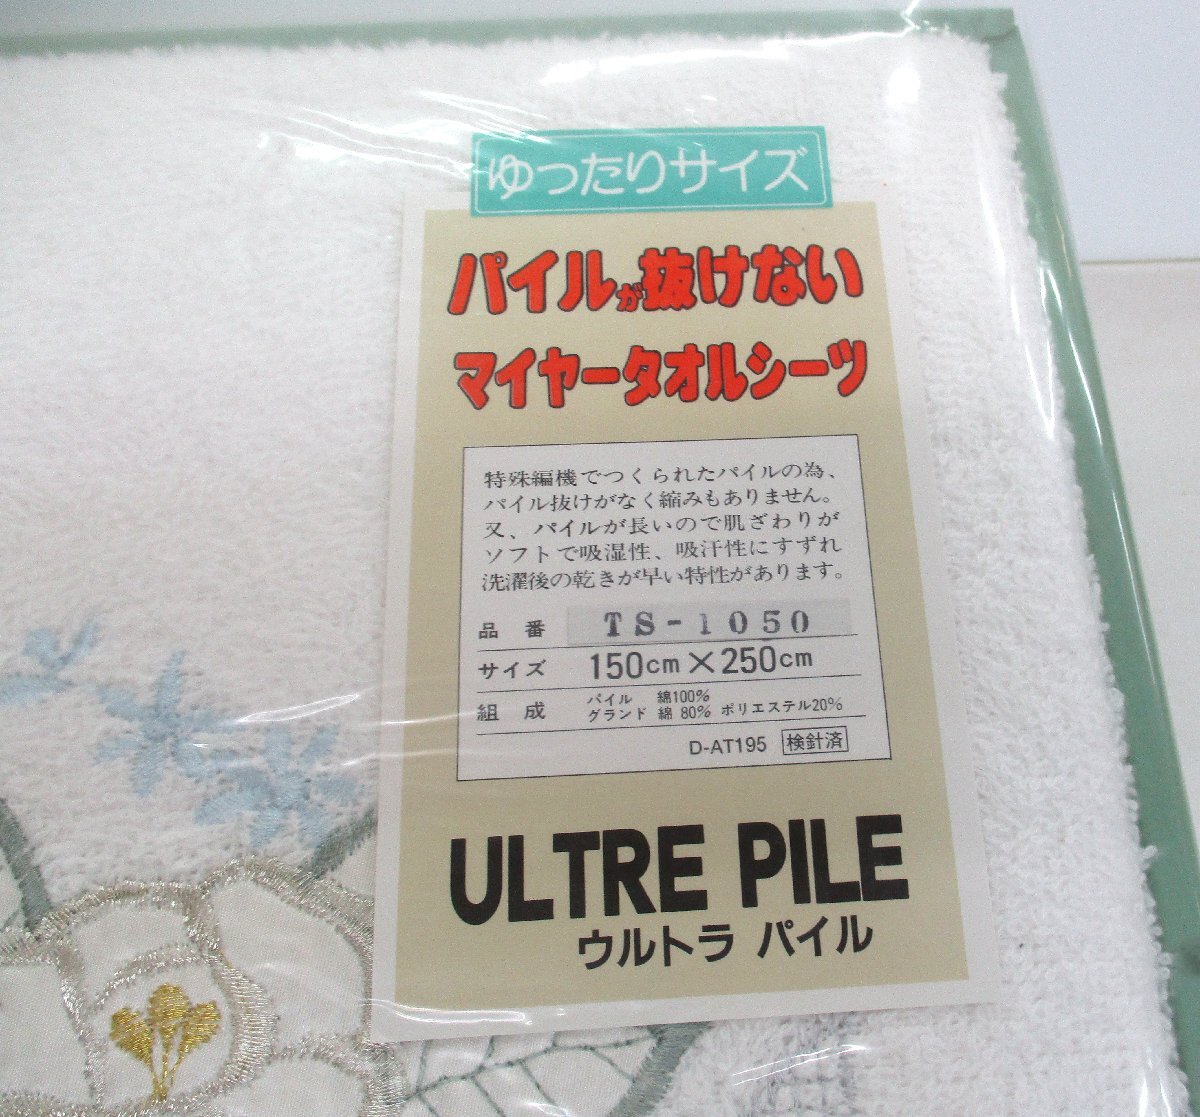 ゆったりサイズ
パイルが抜けない
マイヤータオルシーツ
特殊編機でつくられたパイルの為、
パイル抜けがなく縮みもありません。
又、パイルが長いので肌ざわりが
ソフトで吸湿性、吸汗性にすずれ
洗濯後の乾きが早い特性があります。
品番 TS-1050
サイズ 150cm×250cm
組成 パイル 綿100%
グランド 綿 80% ポリエステル20%
D-AT195 検針済
ULTRE PILE
ウルトラ パイル